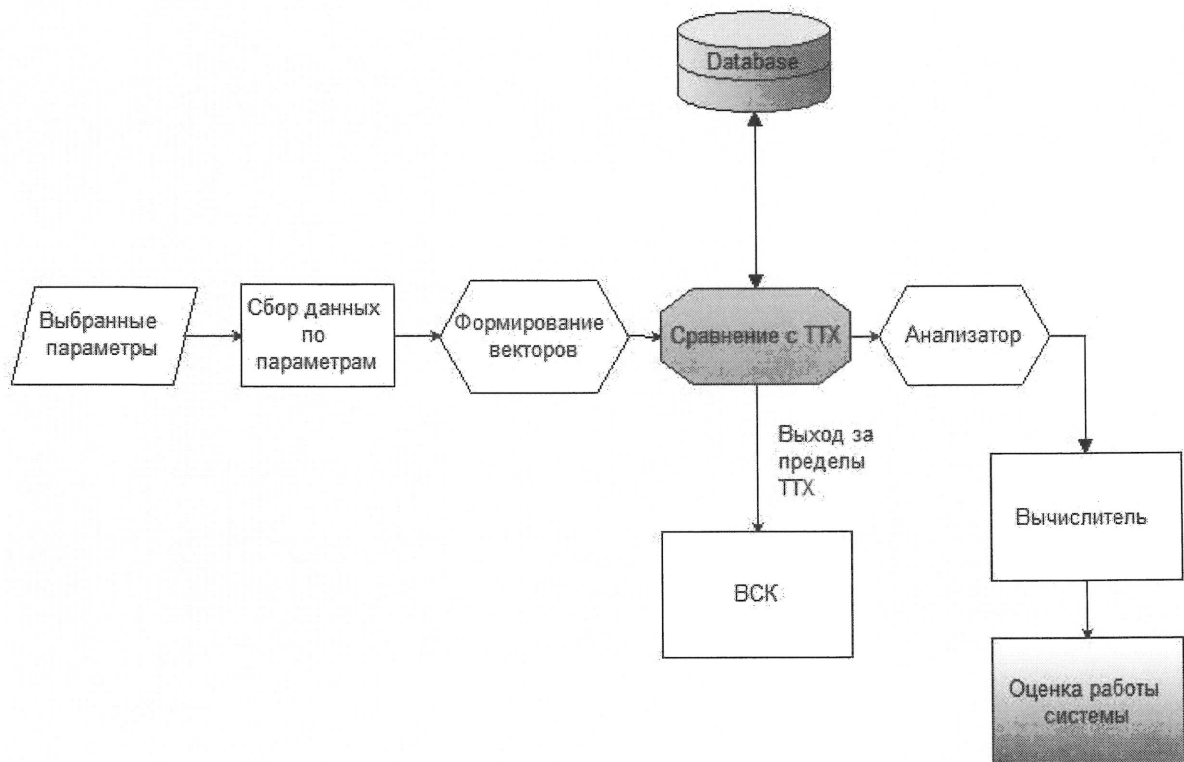 Database
Выбранные
параметры
Сбор данных
по
параметрам
Формирование
векторов
Сравнение с ТТХ
Анализатор
Выход за
пределы
ТТХ
ВСК
Вычислитель
Оценка работы
системы